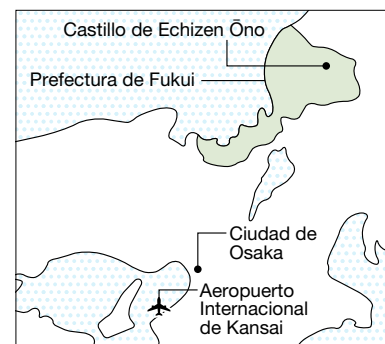 Castillo de Echizen Ōno
Prefectura de Fukui
Ciudad de
Osaka
Aeropuerto
Internacional
de Kansai